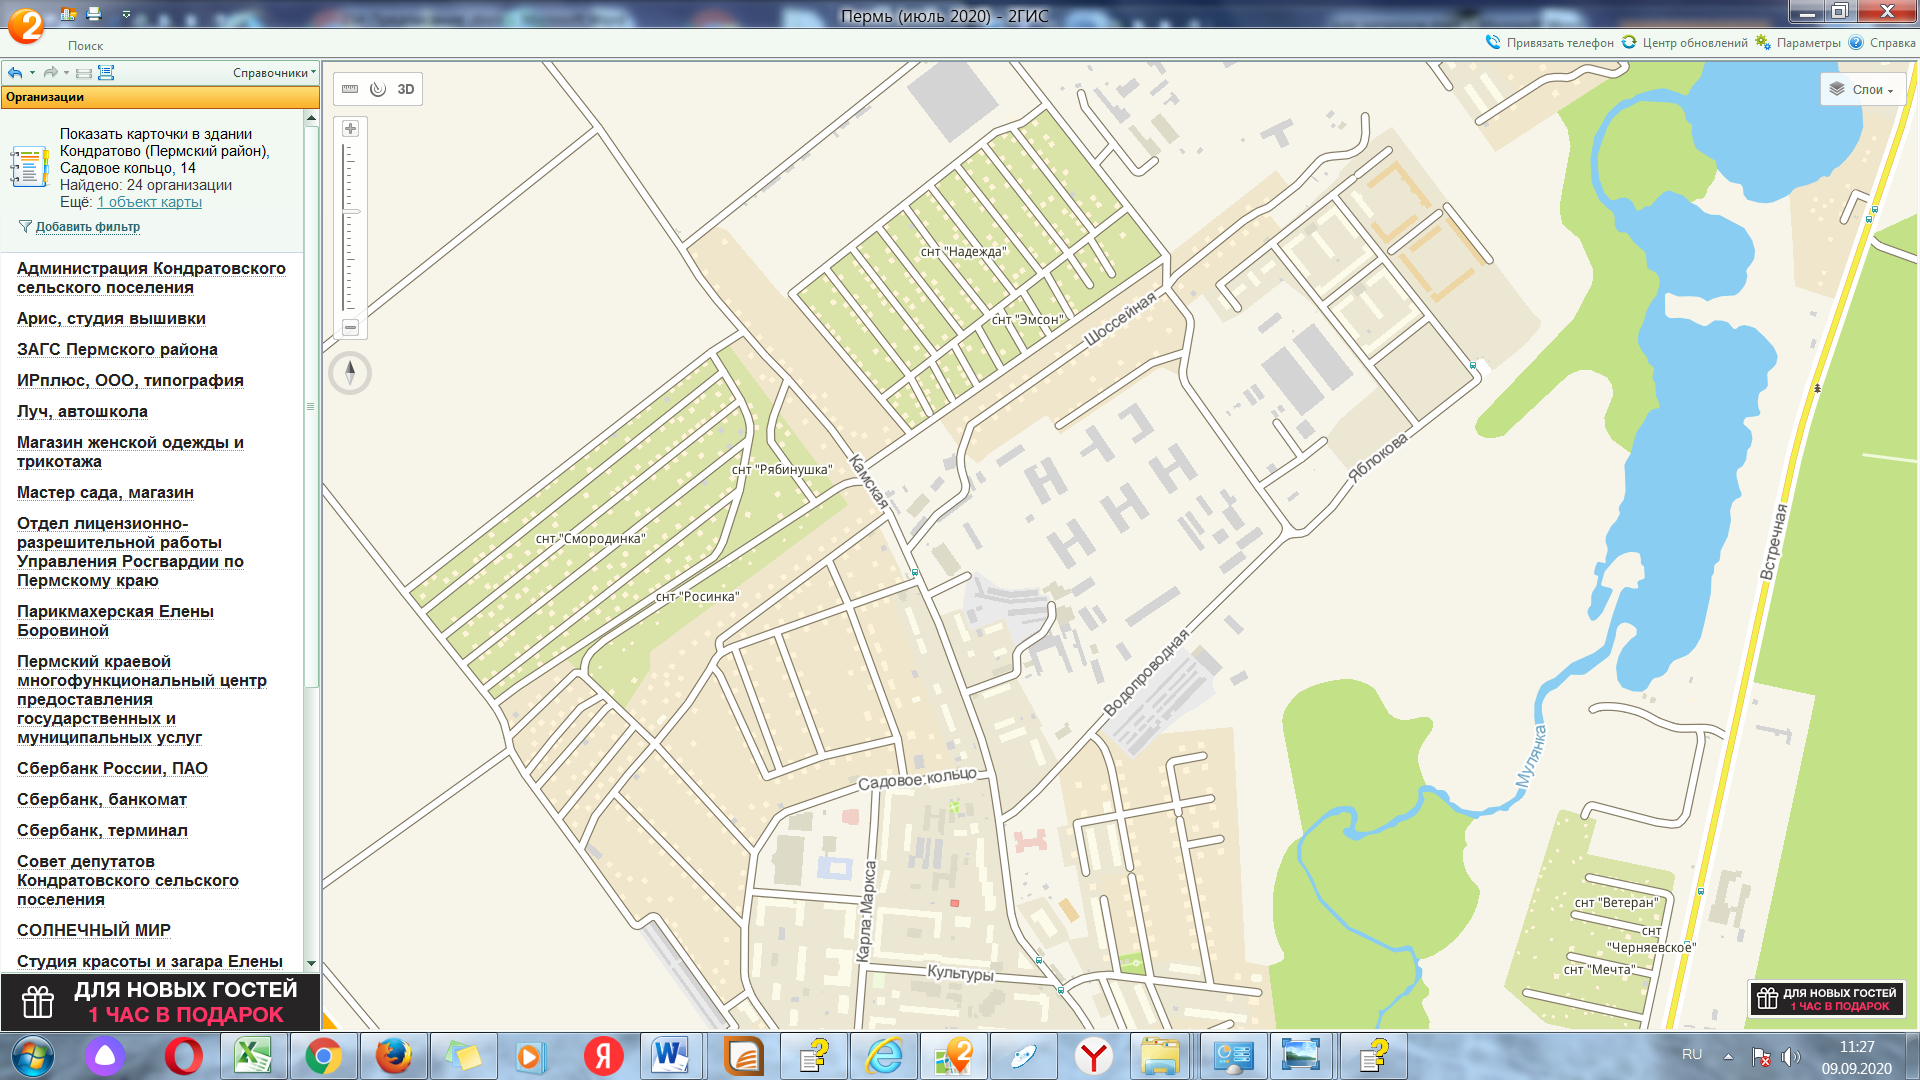 Пермь (июль 2020) - 2ГИС
Поиск
Привязать телефон
Центр обновлений
Параметры
Справка
Справочники
Организации
Показать карточки в здании
Кондратово (Пермский район),
Садовое кольцо, 14
Найдено: 24 организации
Ещё: 1 объект карты
Добавить фильтр
Администрация Кондратовского
сельского поселения
Арис, студия вышивки
ЗАГС Пермского района
ИРплюс, ООО, типография
Луч, автошкола
Магазин женской одежды и
трикотажа
Мастер сада, магазин
Отдел лицензионно-
разрешительной работы
Управления Росгвардии по
Пермскому краю
Парикмахерская Елены
Боровиной
Пермский краевой
многофункциональный центр
предоставления
государственных и
муниципальных услуг
Сбербанк России, ПАО
Сбербанк, банкомат
Сбербанк, терминал
Совет депутатов
Кондратовского сельского
поселения
СОЛНЕЧНЫЙ МИР
Студия красоты и загара Елены
ДЛЯ НОВЫХ ГОСТЕЙ
1 ЧАС В ПОДАРОК
3D
Слои
снт "Надежда"
снт "Эмсон"
Шоссейная
снт "Рябинушка"
Камская
Яблокова
снт "Смородинка"
Встречная
снт "Росинка"
Водопроводная
Мулянка
Садовое кольцо
Карла Маркса
снт "Ветеран"
снт
"Черняевское"
снт "Мечта"
Культуры
ДЛЯ НОВЫХ ГОСТЕЙ
1 ЧАС В ПОДАРОК
RU
11:27
09.09.2020